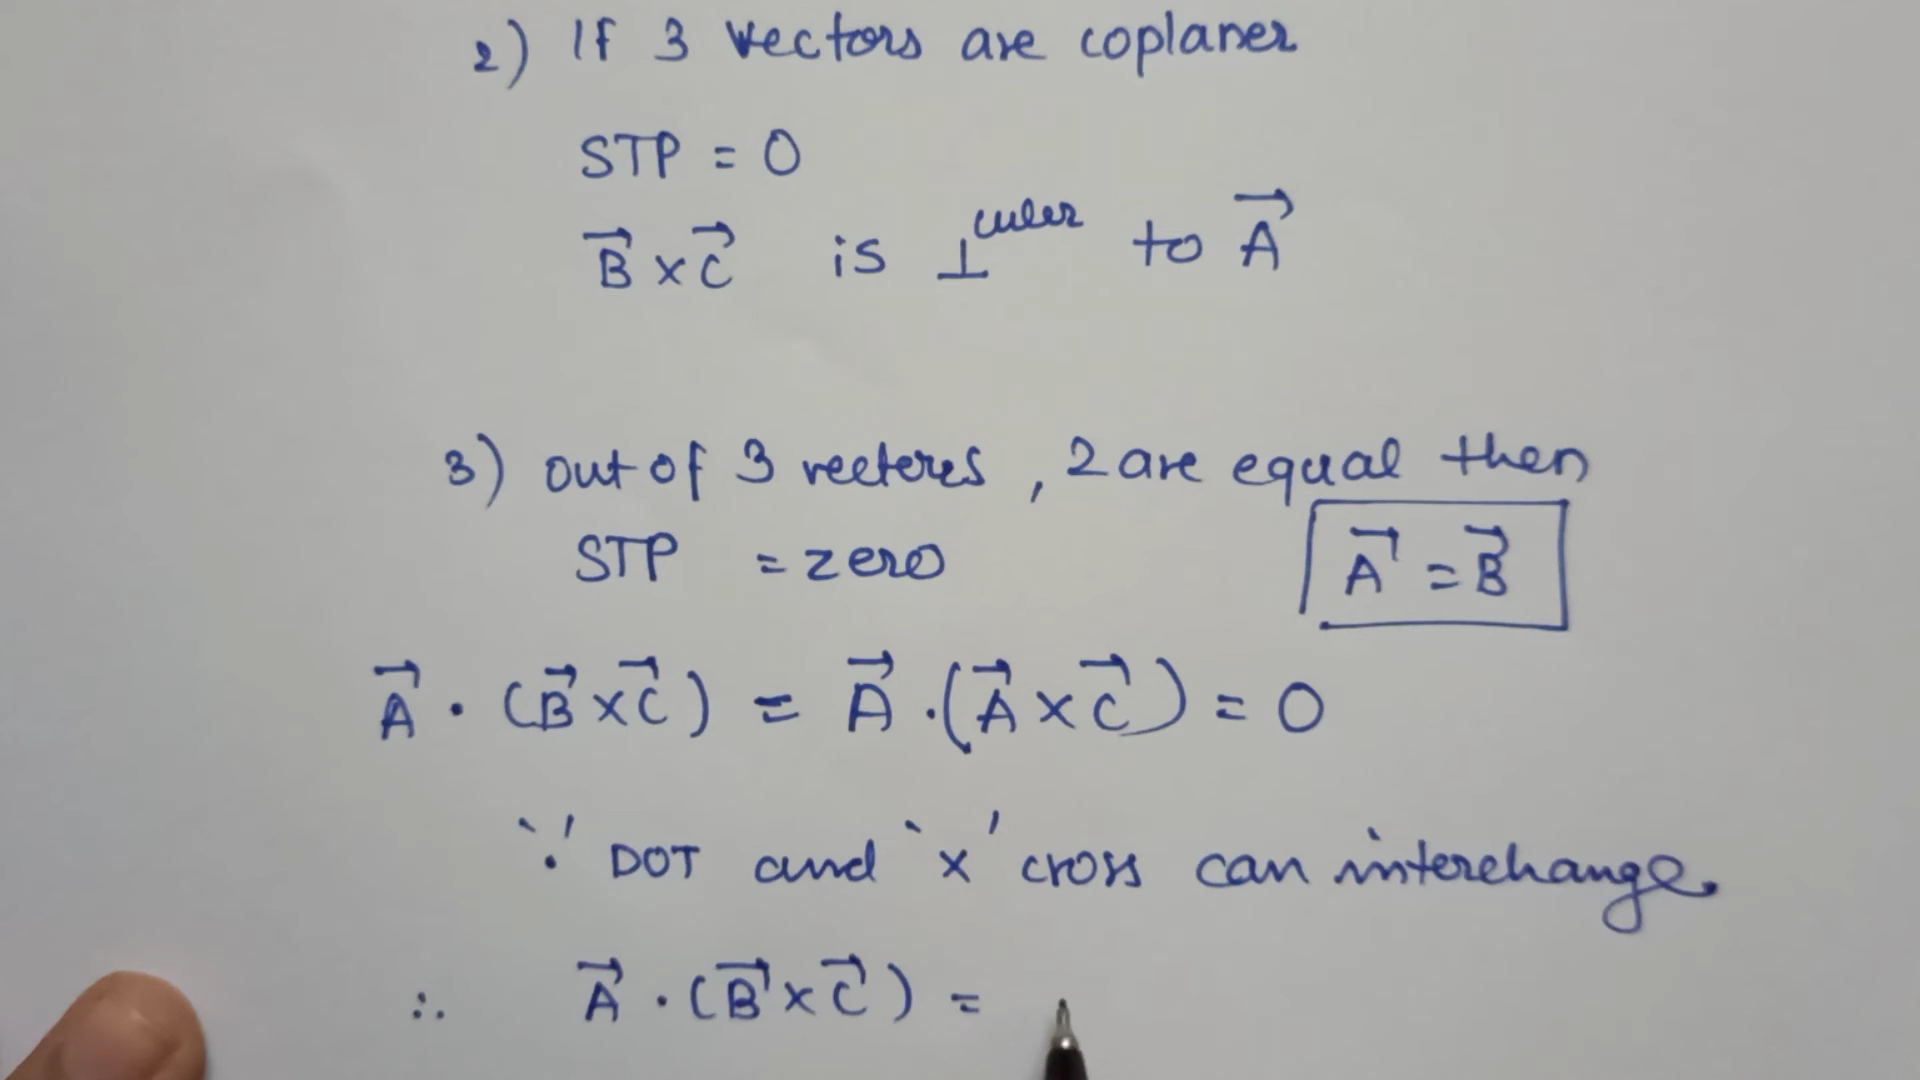 2) If 3 vectors are coplaner
STP = 0
B⃗ × C⃗ is ⊥culer to A⃗
3) out of 3 vecteres, 2 are equal then
STP = zero
A⃗ = B⃗
A⃗ · (B⃗ × C⃗) = A⃗ · (A⃗ × C⃗) = 0
∵ DOT and 'x' cross can interchange
∴ A⃗ · (B⃗ × C⃗) =